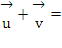 u⃗ + v⃗ =